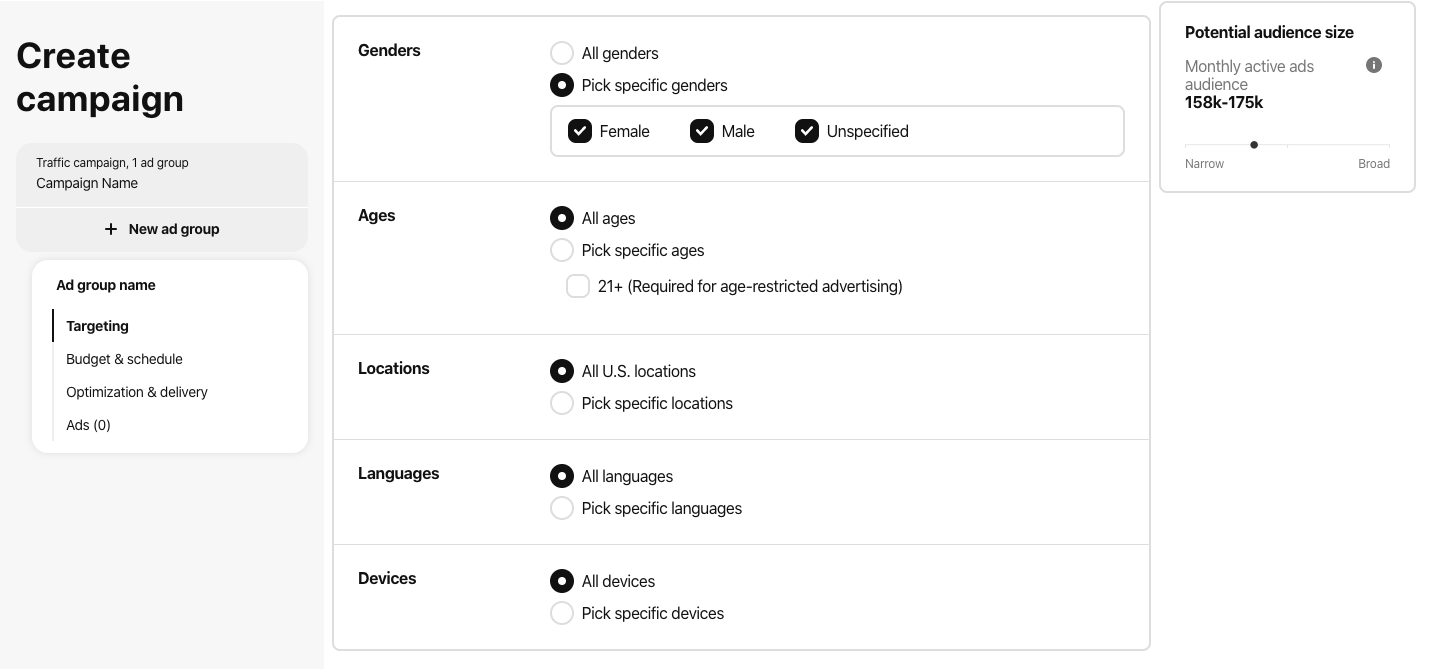 Create
campaign
Traffic campaign, 1 ad group
Campaign Name
+ New ad group
Ad group name
Targeting
Budget & schedule
Optimization & delivery
Ads (0)
Genders
All genders
Pick specific genders
Female Male Unspecified
Ages
All ages
Pick specific ages
21+ (Required for age-restricted advertising)
Locations
All U.S. locations
Pick specific locations
Languages
All languages
Pick specific languages
Devices
All devices
Pick specific devices
Potential audience size
Monthly active ads
audience
158k-175k
Narrow Broad